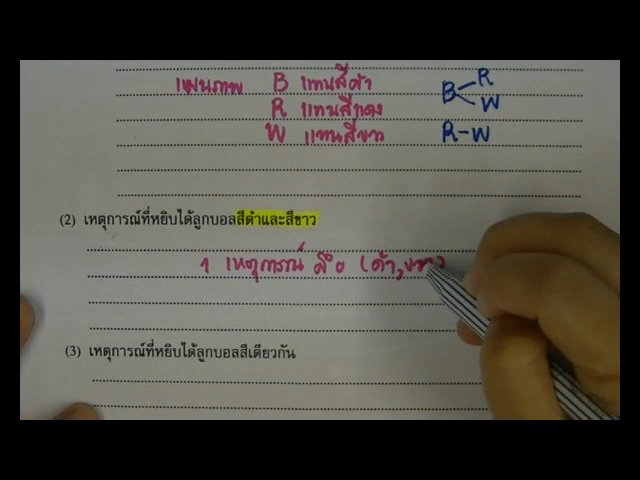 แผนภาพ B แทนสีดำ
R แทนสีแดง
W แทนสีขาว
B R
W
R-W
(2) เหตุการณ์ที่หยิบได้ลูกบอลสีดำและสีขาว
1 เหตุการณ์ คือ (ดำ,ขาว)
(3) เหตุการณ์ที่หยิบได้ลูกบอลสีเดียวกัน